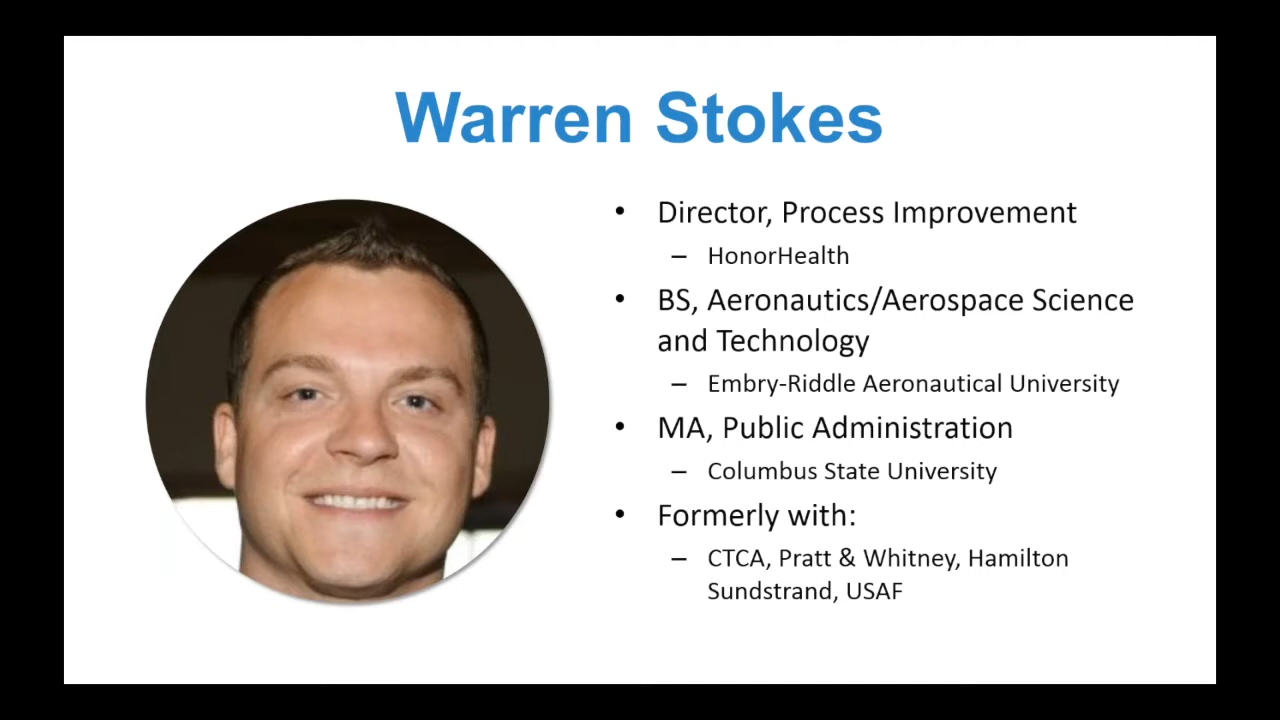 Warren Stokes
• Director, Process Improvement
– HonorHealth
• BS, Aeronautics/Aerospace Science
and Technology
– Embry-Riddle Aeronautical University
• MA, Public Administration
– Columbus State University
• Formerly with:
– CTCA, Pratt & Whitney, Hamilton
Sundstrand, USAF